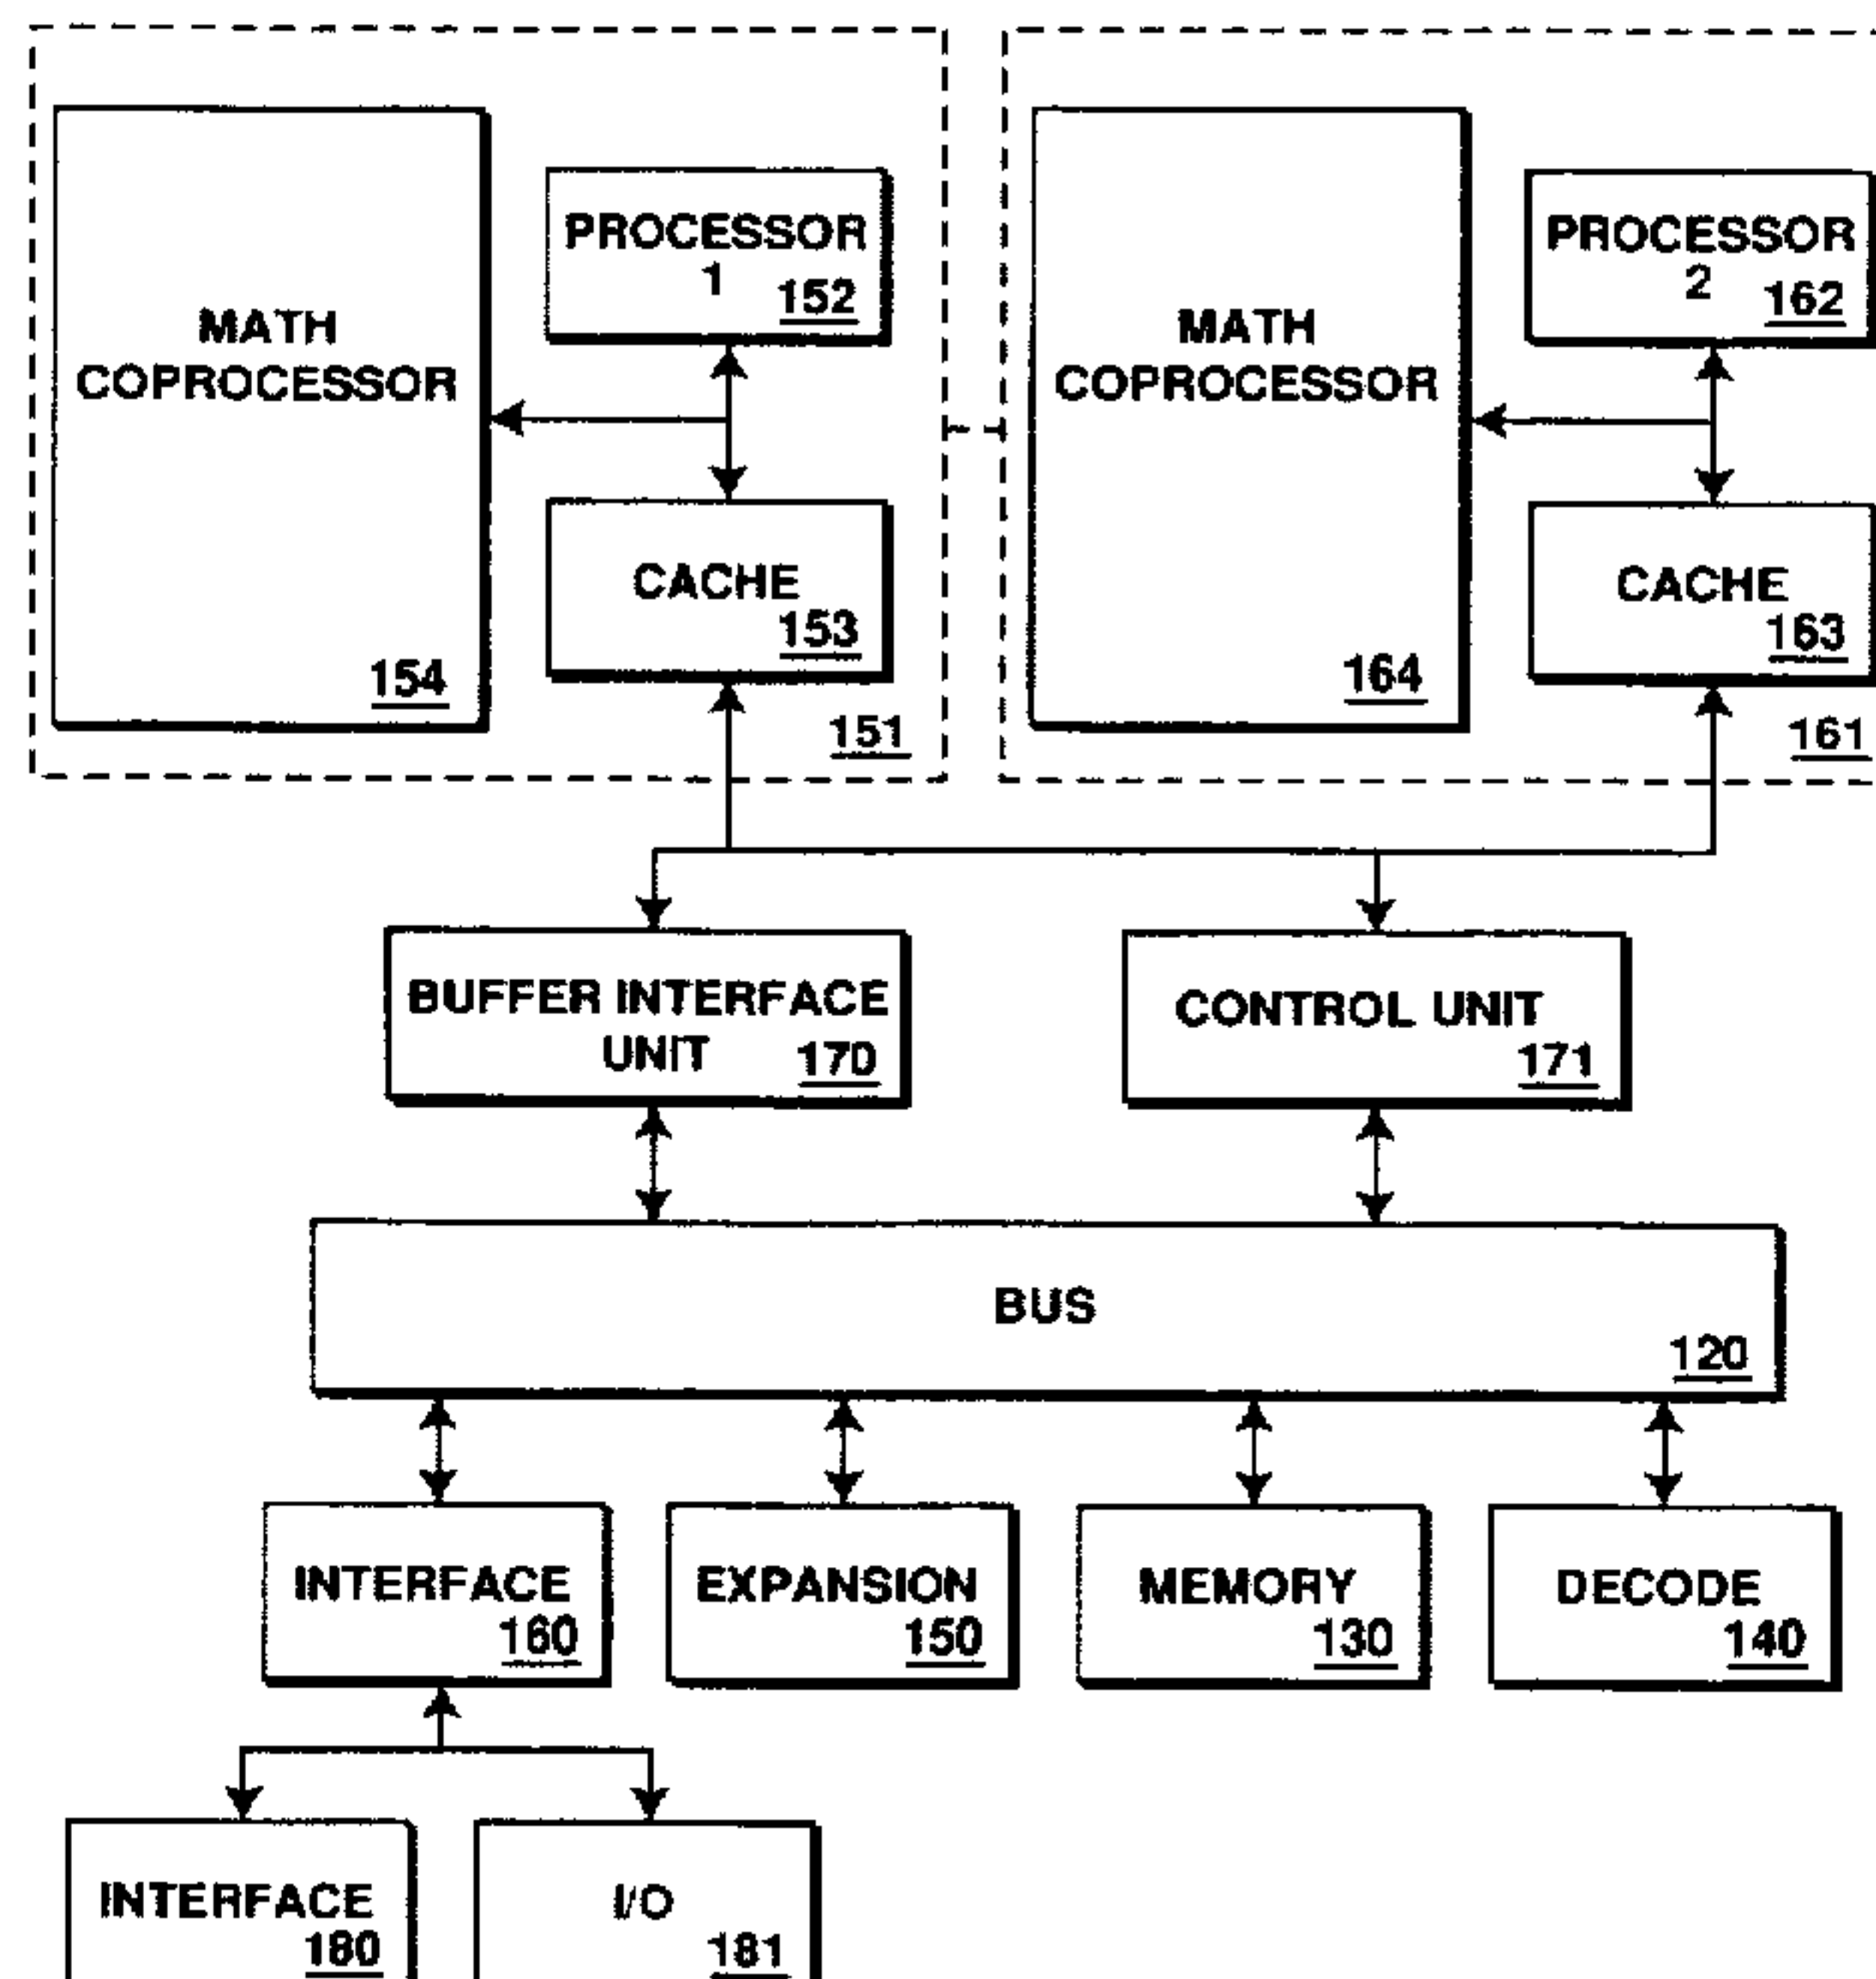 MATH
COPROCESSOR
154
PROCESSOR
1
152
CACHE
153
151
MATH
COPROCESSOR
164
PROCESSOR
2
162
CACHE
163
161
BUFFER INTERFACE
UNIT
170
CONTROL UNIT
171
BUS
120
INTERFACE
160
EXPANSION
150
MEMORY
130
DECODE
140
INTERFACE
180
I/O
181